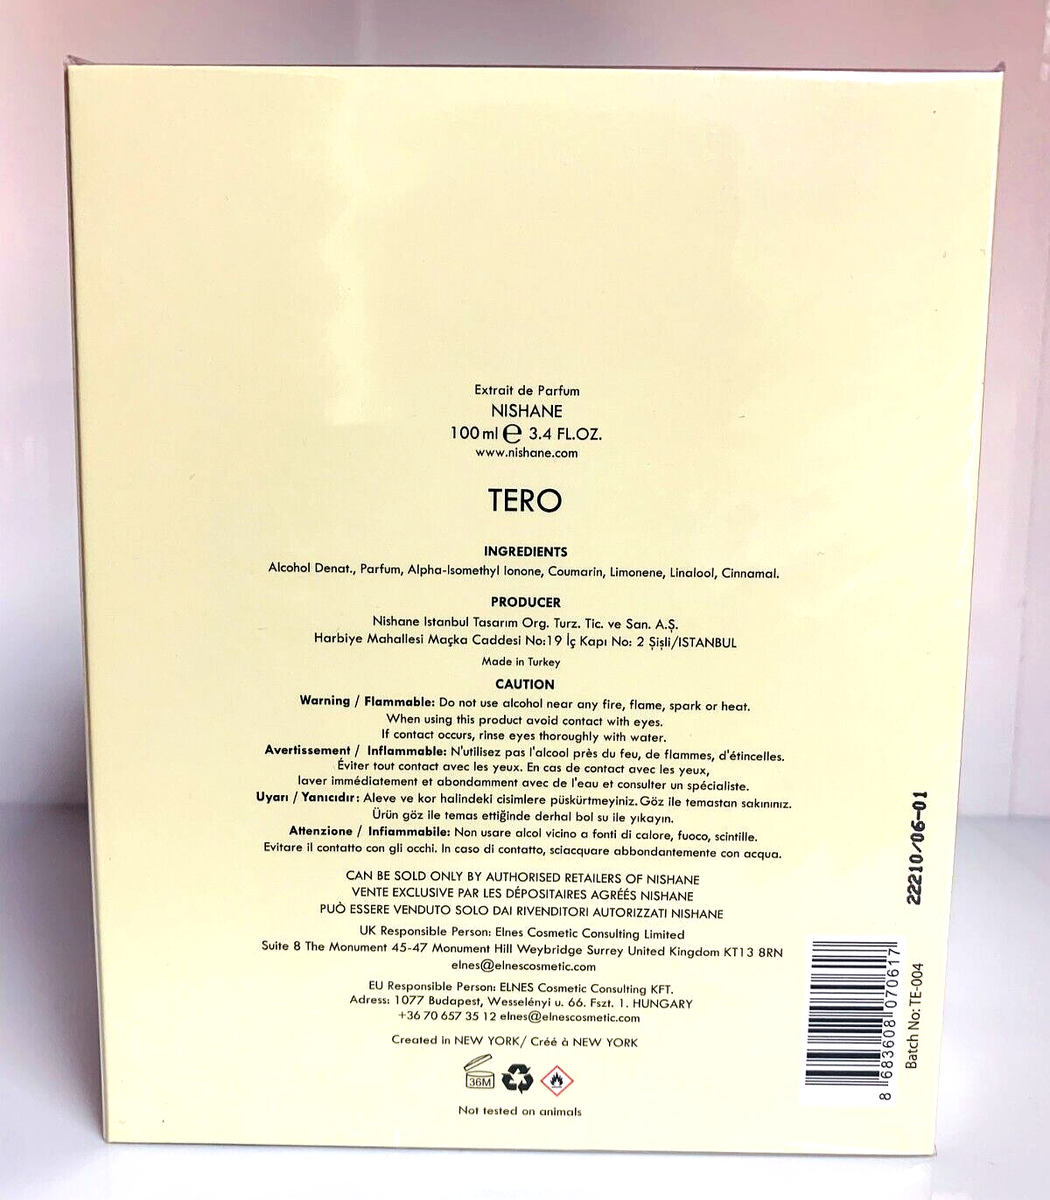 Extrait de Parfum
NISHANE
100 ml e 3.4 FL.OZ.
www.nishane.com
TERO
INGREDIENTS
Alcohol Denat., Parfum, Alpha-Isomethyl Ionone, Coumarin, Limonene, Linalool, Cinnamal.
PRODUCER
Nishane Istanbul Tasarım Org. Turz. Tic. ve San. A.Ş.
Harbiye Mahallesi Maçka Caddesi No:19 İç Kapı No: 2 Şişli/ISTANBUL
Made in Turkey
CAUTION
Warning / Flammable: Do not use alcohol near any fire, flame, spark or heat.
When using this product avoid contact with eyes.
If contact occurs, rinse eyes thoroughly with water.
Avertissement / Inflammable: N'utilisez pas l'alcool près du feu, de flammes, d'étincelles.
Éviter tout contact avec les yeux. En cas de contact avec les yeux,
laver immédiatement et abondamment avec de l'eau et consulter un spécialiste.
Uyarı / Yanıcıdır: Aleve ve kor halindeki cisimlere püskürtmeyiniz. Göz ile temastan sakınınız.
Ürün göz ile temas ettiğinde derhal bol su ile yıkayın.
Attenzione / Infiammabile: Non usare alcol vicino a fonti di calore, fuoco, scintille.
Evitare il contatto con gli occhi. In caso di contatto, sciacquare abbondantemente con acqua.
CAN BE SOLD ONLY BY AUTHORISED RETAILERS OF NISHANE
VENTE EXCLUSIVE PAR LES DÉPOSITAIRES AGRÉÉS NISHANE
PUÒ ESSERE VENDUTO SOLO DAI RIVENDITORI AUTORIZZATI NISHANE
UK Responsible Person: Elnes Cosmetic Consulting Limited
Suite 8 The Monument 45-47 Monument Hill Weybridge Surrey United Kingdom KT13 8RN
elnes@elnescosmetic.com
EU Responsible Person: ELNES Cosmetic Consulting KFT.
Adress: 1077 Budapest, Wesselényi u. 66. Fszt. 1. HUNGARY
+36 70 657 35 12 elnes@elnescosmetic.com
Created in NEW YORK/ Créé à NEW YORK
36M
Not tested on animals
8 683608 070617
Batch No: TE-004
22210/06-01